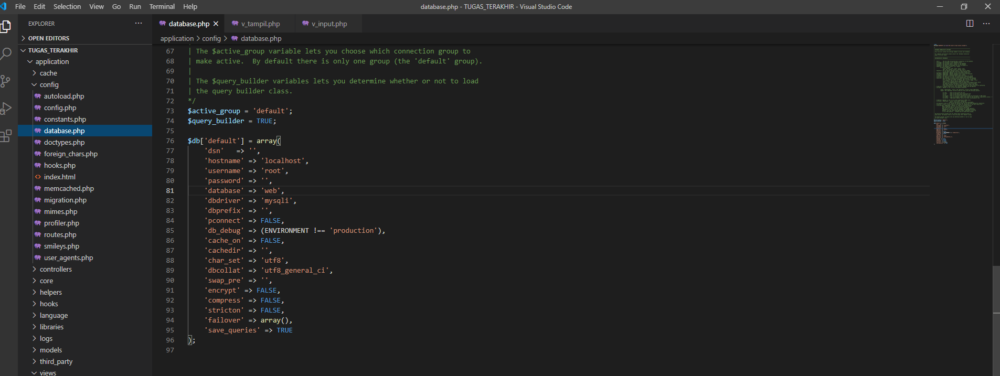 File Edit Selection View Go Run Terminal Help
database.php - TUGAS_TERAKHIR - Visual Studio Code
EXPLORER
OPEN EDITORS
TUGAS_TERAKHIR
application
cache
config
autoload.php
config.php
constants.php
database.php
doctypes.php
foreign_chars.php
hooks.php
index.html
memcached.php
migration.php
mimes.php
profiler.php
routes.php
smileys.php
user_agents.php
controllers
core
helpers
hooks
language
libraries
logs
models
third_party
views
database.php v_tampil.php v_input.php
application > config > database.php
67 | The $active_group variable lets you choose which connection group to
68 | make active.  By default there is only one group (the 'default' group).
69 |
70 | The $query_builder variables lets you determine whether or not to load
71 | the query builder class.
72 */
73 $active_group = 'default';
74 $query_builder = TRUE;
75
76 $db['default'] = array(
77     'dsn'   => '',
78     'hostname' => 'localhost',
79     'username' => 'root',
80     'password' => '',
81     'database' => 'web',
82     'dbdriver' => 'mysqli',
83     'dbprefix' => '',
84     'pconnect' => FALSE,
85     'db_debug' => (ENVIRONMENT !== 'production'),
86     'cache_on' => FALSE,
87     'cachedir' => '',
88     'char_set' => 'utf8',
89     'dbcollat' => 'utf8_general_ci',
90     'swap_pre' => '',
91     'encrypt' => FALSE,
92     'compress' => FALSE,
93     'stricton' => FALSE,
94     'failover' => array(),
95     'save_queries' => TRUE
96 );
97